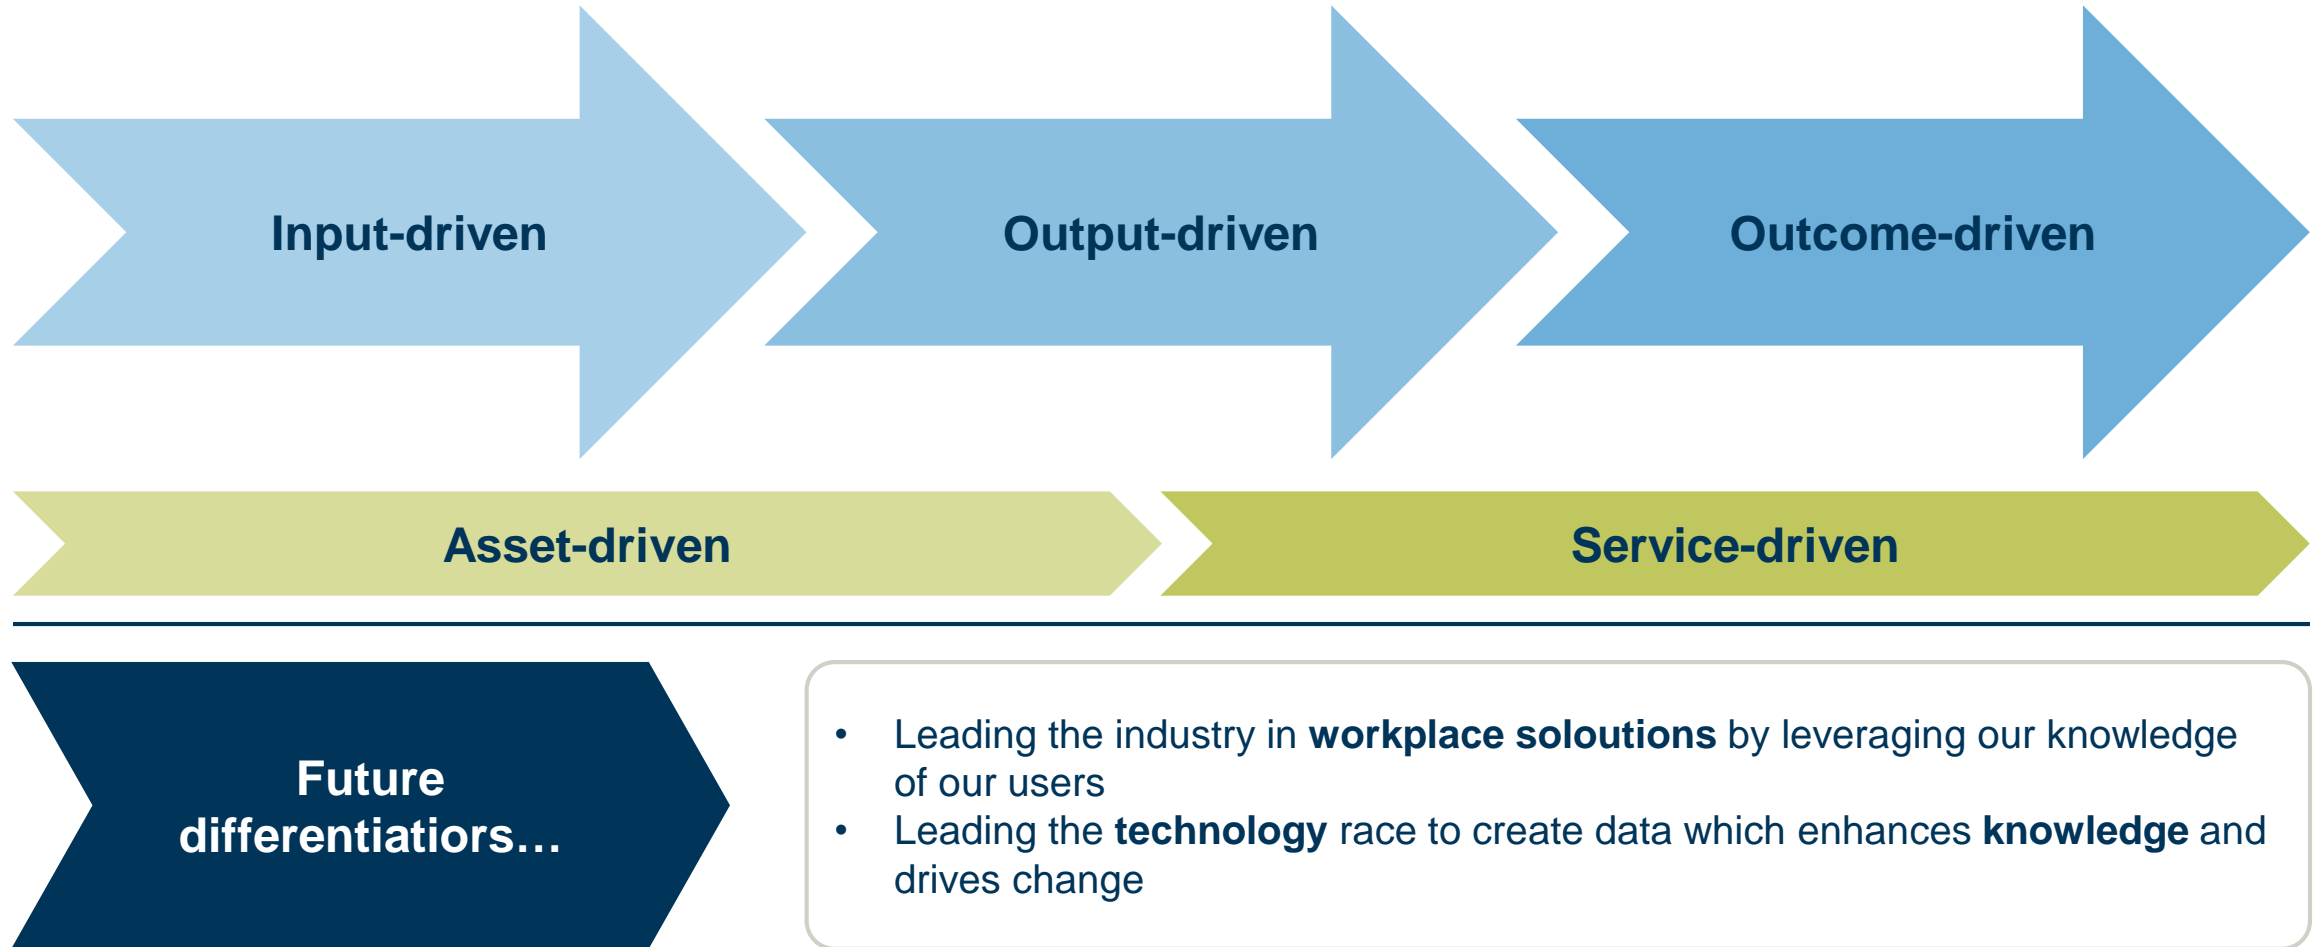 Input-driven
Output-driven
Outcome-driven
Asset-driven
Service-driven
Future
differentiatiors…
• Leading the industry in workplace soloutions by leveraging our knowledge
of our users
• Leading the technology race to create data which enhances knowledge and
drives change